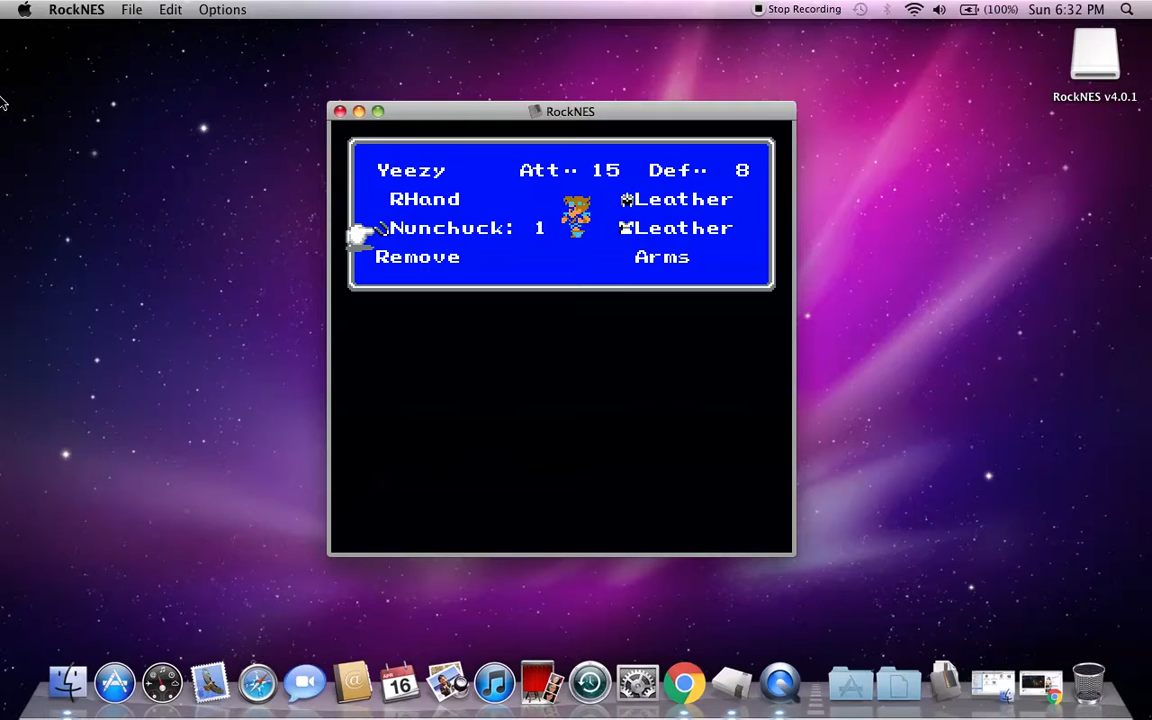 RockNES File Edit Options Stop Recording (100%) Sun 6:32 PM
RockNES v4.0.1
RockNES
Yeezy Att·· 15 Def·· 8
RHand Leather
Nunchuck: 1 Leather
Remove Arms
16